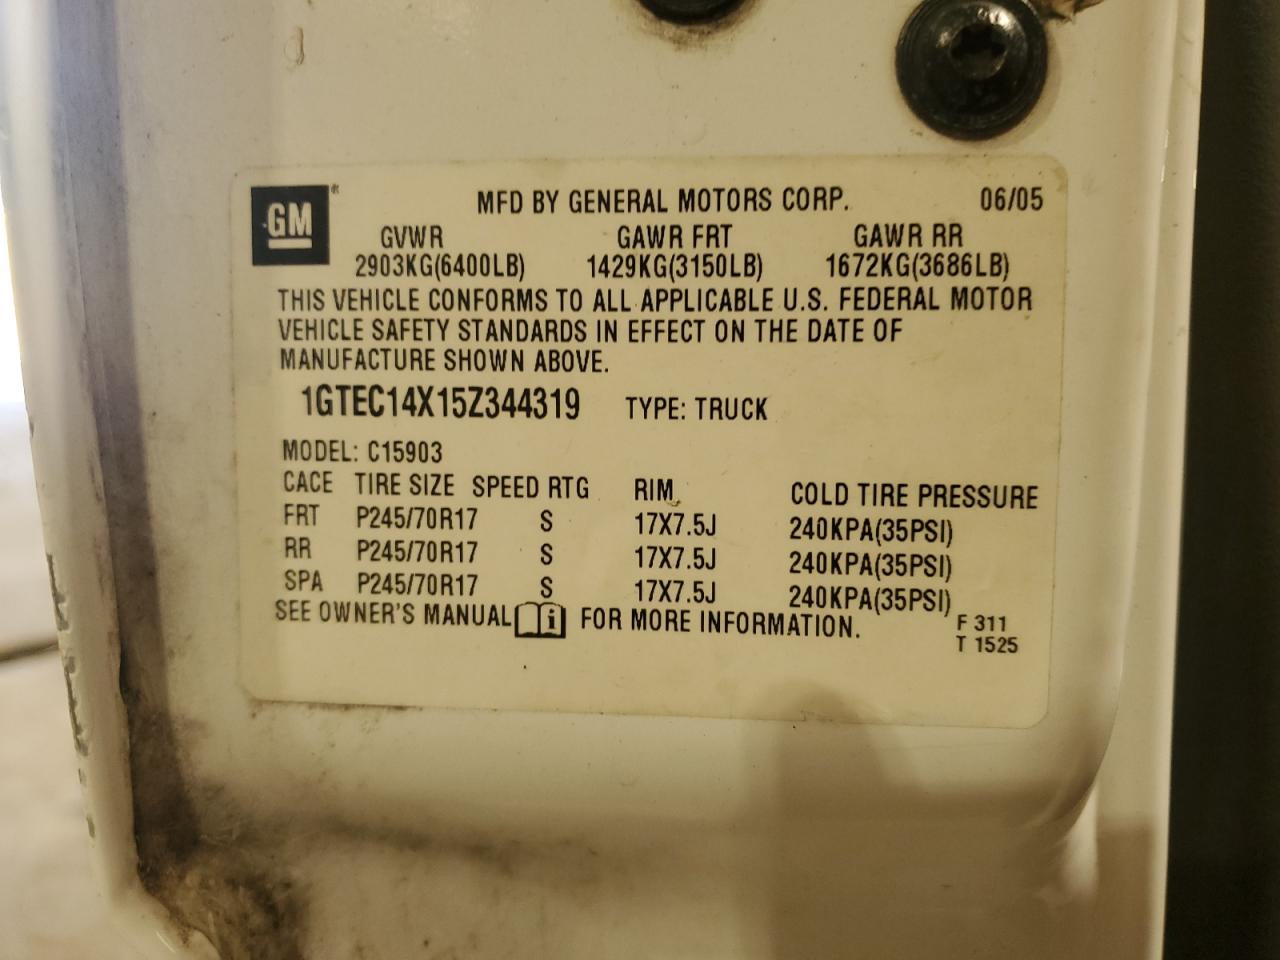 GM
MFD BY GENERAL MOTORS CORP. 06/05
GVWR GAWR FRT GAWR RR
2903KG(6400LB) 1429KG(3150LB) 1672KG(3686LB)
THIS VEHICLE CONFORMS TO ALL APPLICABLE U.S. FEDERAL MOTOR
VEHICLE SAFETY STANDARDS IN EFFECT ON THE DATE OF
MANUFACTURE SHOWN ABOVE.
1GTEC14X15Z344319 TYPE: TRUCK
MODEL: C15903
CACE TIRE SIZE SPEED RTG RIM COLD TIRE PRESSURE
FRT P245/70R17 S 17X7.5J 240KPA(35PSI)
RR P245/70R17 S 17X7.5J 240KPA(35PSI)
SPA P245/70R17 S 17X7.5J 240KPA(35PSI)
SEE OWNER'S MANUAL i FOR MORE INFORMATION.
F 311
T 1525